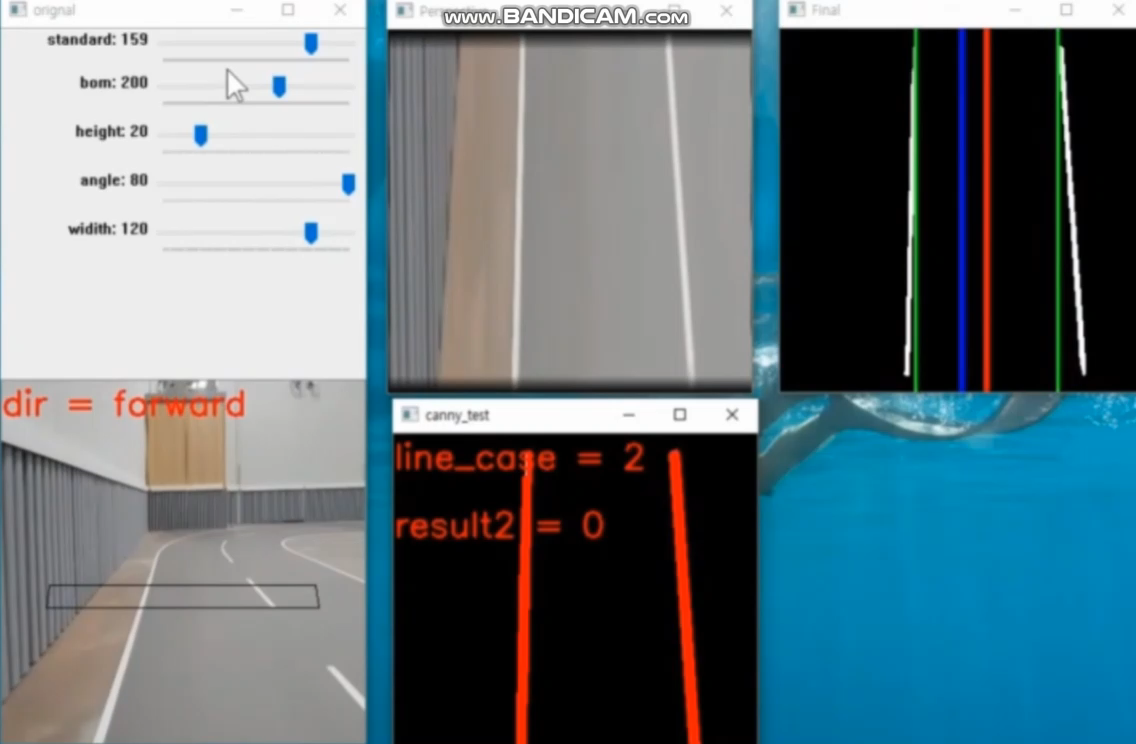 orignal
www.BANDICAM.com
Final
standard: 159
bom: 200
height: 20
angle: 80
widith: 120
dir = forward
canny_test
line_case = 2
result2 = 0